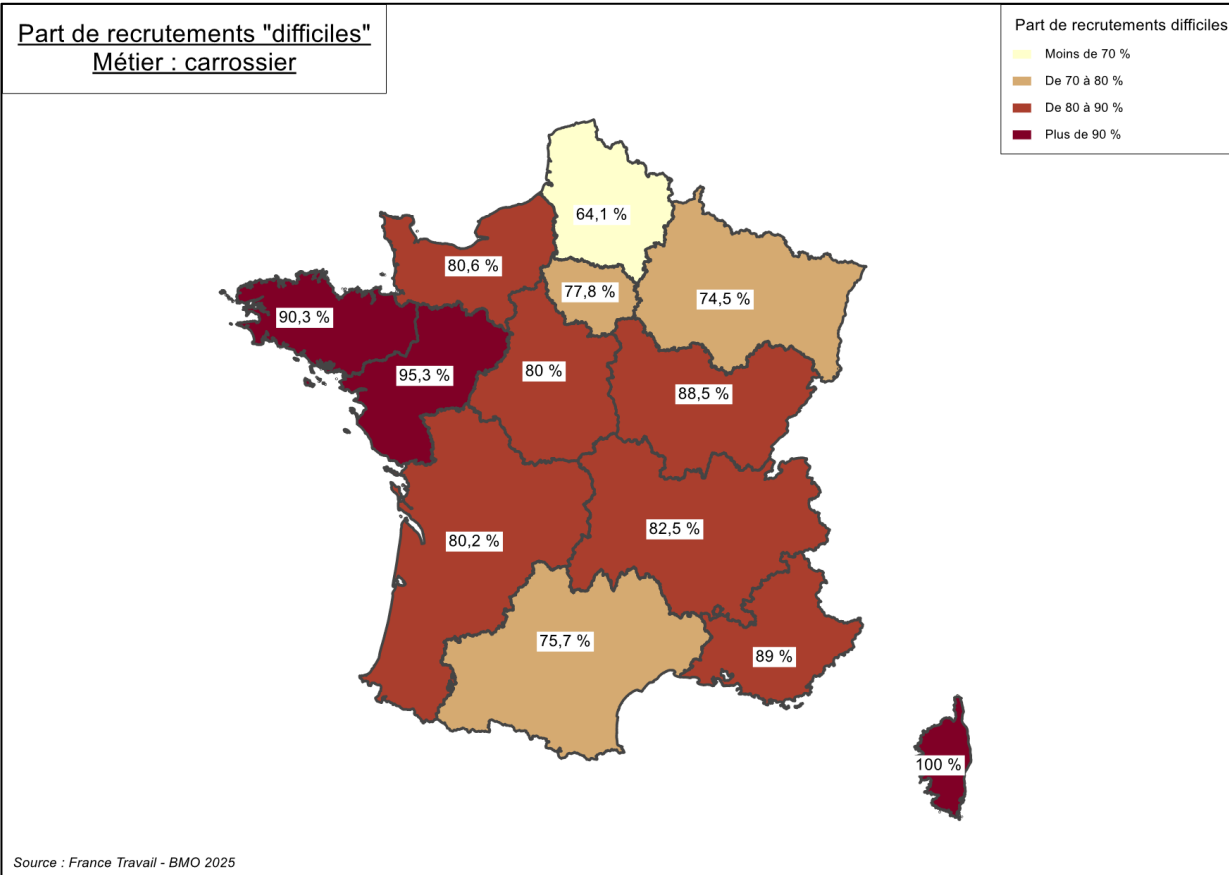 Part de recrutements "difficiles"
Métier : carrossier
Part de recrutements difficiles
Moins de 70 %
De 70 à 80 %
De 80 à 90 %
Plus de 90 %
64,1 %
80,6 %
77,8 %
74,5 %
90,3 %
95,3 %
80 %
88,5 %
80,2 %
82,5 %
75,7 %
89 %
100 %
Source : France Travail - BMO 2025